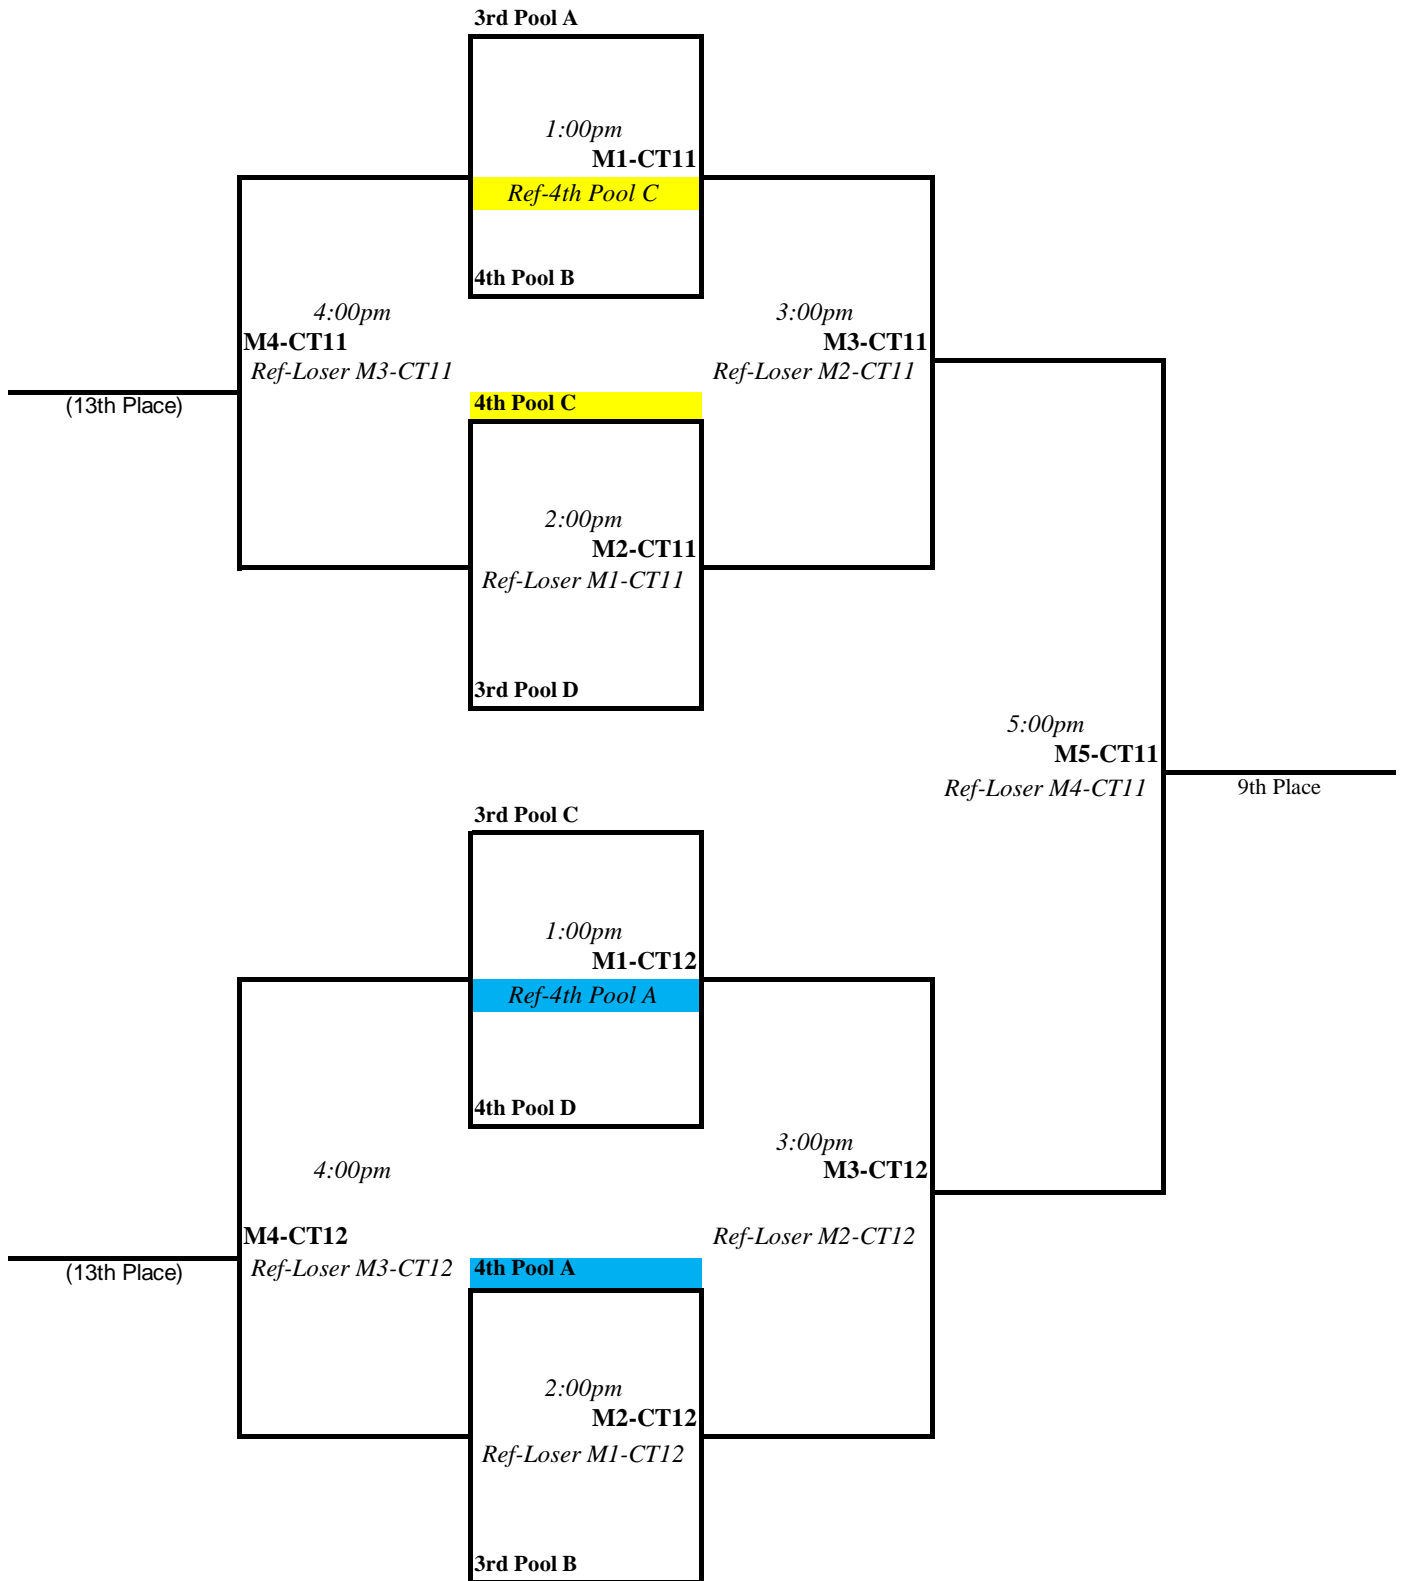 3rd Pool A
1:00pm
M1-CT11
Ref-4th Pool C
4th Pool B
4:00pm
M4-CT11
Ref-Loser M3-CT11
(13th Place)
3:00pm
M3-CT11
Ref-Loser M2-CT11
4th Pool C
2:00pm
M2-CT11
Ref-Loser M1-CT11
3rd Pool D
5:00pm
M5-CT11
Ref-Loser M4-CT11
9th Place
3rd Pool C
1:00pm
M1-CT12
Ref-4th Pool A
4th Pool D
4:00pm
M4-CT12
Ref-Loser M3-CT12
(13th Place)
3:00pm
M3-CT12
Ref-Loser M2-CT12
4th Pool A
2:00pm
M2-CT12
Ref-Loser M1-CT12
3rd Pool B